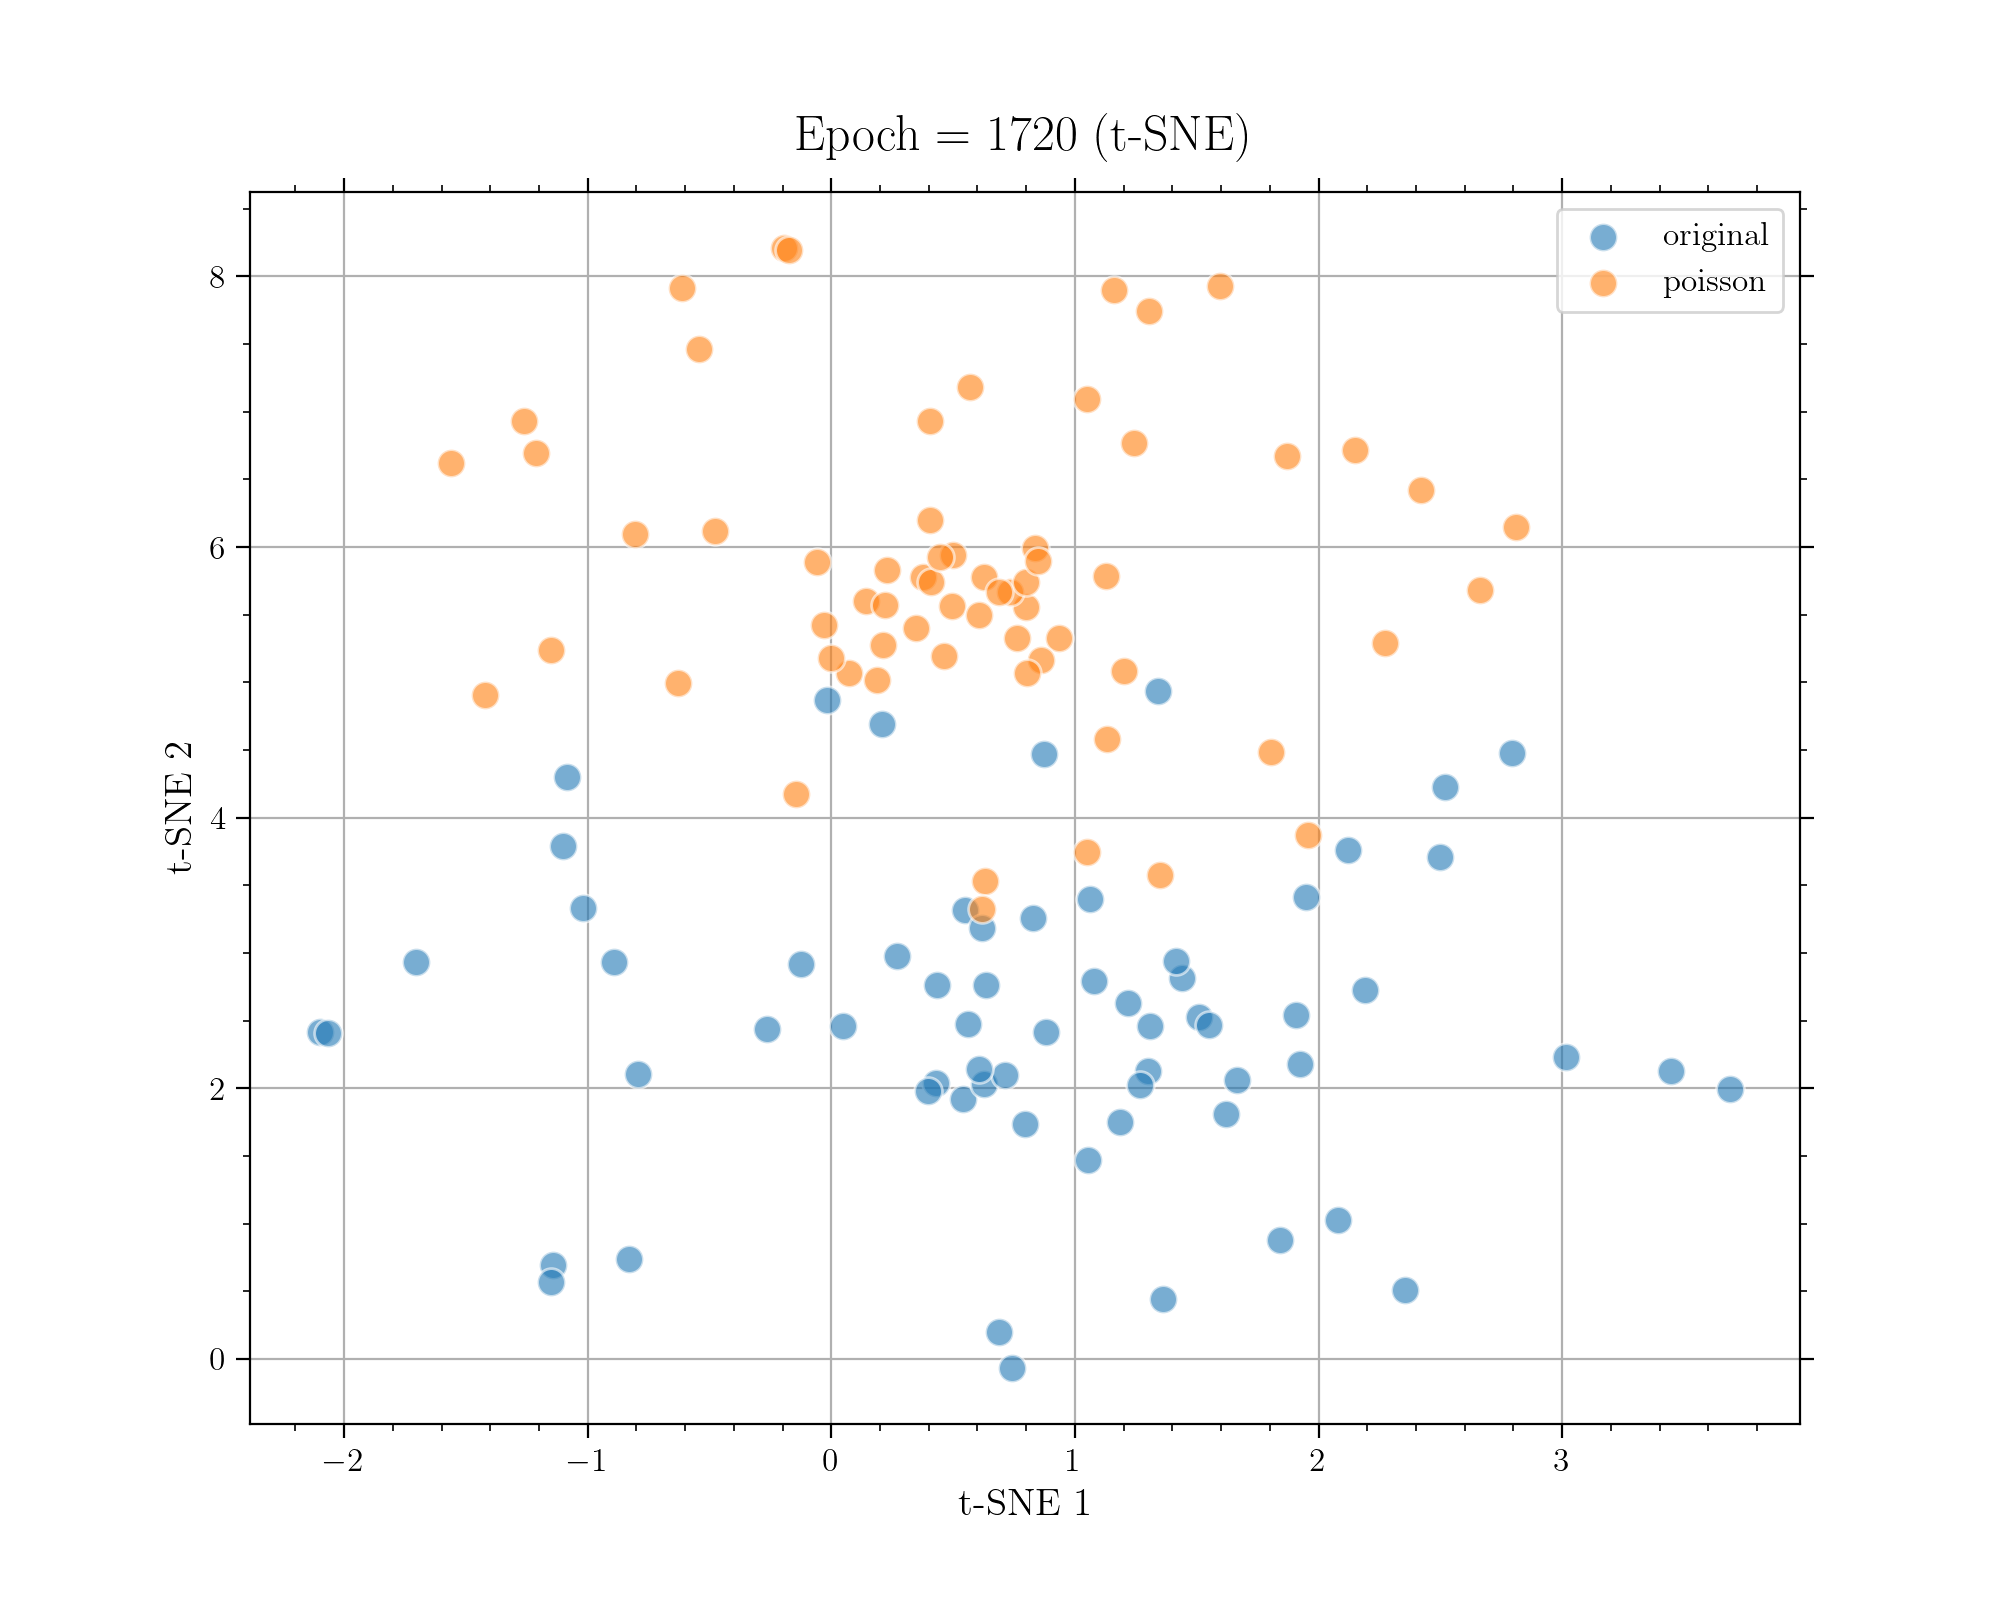 Epoch = 1720 (t-SNE)
original
poisson
8
6
4
2
0
t-SNE 2
−2
−1
0
1
2
3
t-SNE 1